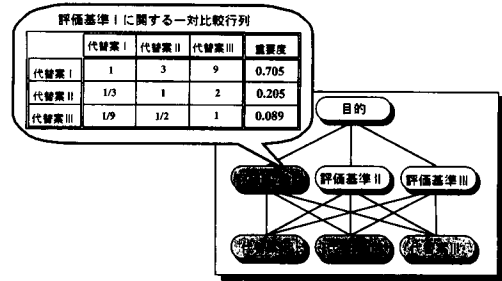 評価基準Ⅰに関する一対比較行列
代替案Ⅰ 代替案Ⅱ 代替案Ⅲ 重要度
代替案Ⅰ 1 3 9 0.705
代替案Ⅱ 1/3 1 2 0.205
代替案Ⅲ 1/9 1/2 1 0.089
目的
評価基準Ⅱ 評価基準Ⅲ